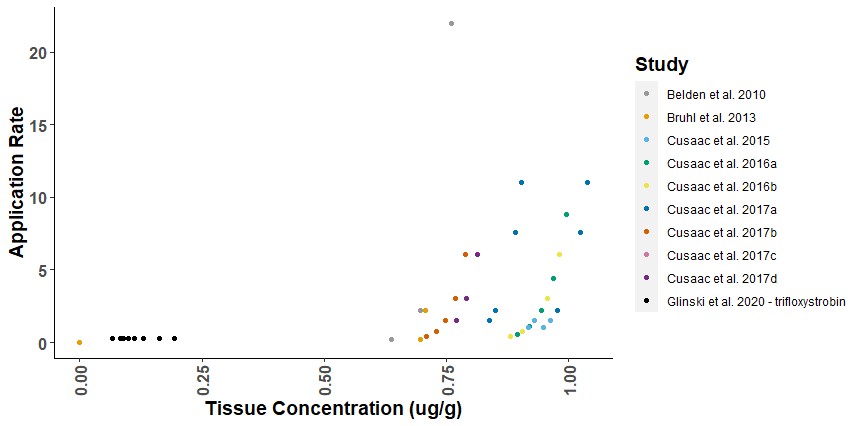 Application Rate
20
15
10
5
0
0.00
0.25
0.50
0.75
1.00
Tissue Concentration (ug/g)
Study
Belden et al. 2010
Bruhl et al. 2013
Cusaac et al. 2015
Cusaac et al. 2016a
Cusaac et al. 2016b
Cusaac et al. 2017a
Cusaac et al. 2017b
Cusaac et al. 2017c
Cusaac et al. 2017d
Glinski et al. 2020 - trifloxystrobin